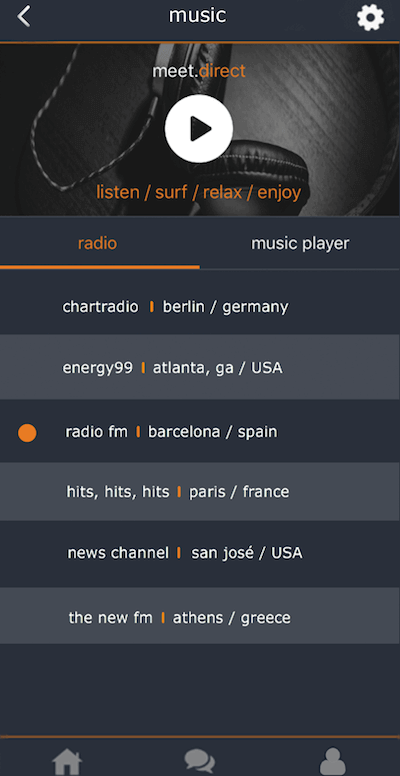 music
meet.direct
listen / surf / relax / enjoy
radio
music player
chartradio | berlin / germany
energy99 | atlanta, ga / USA
radio fm | barcelona / spain
hits, hits, hits | paris / france
news channel | san josé / USA
the new fm | athens / greece